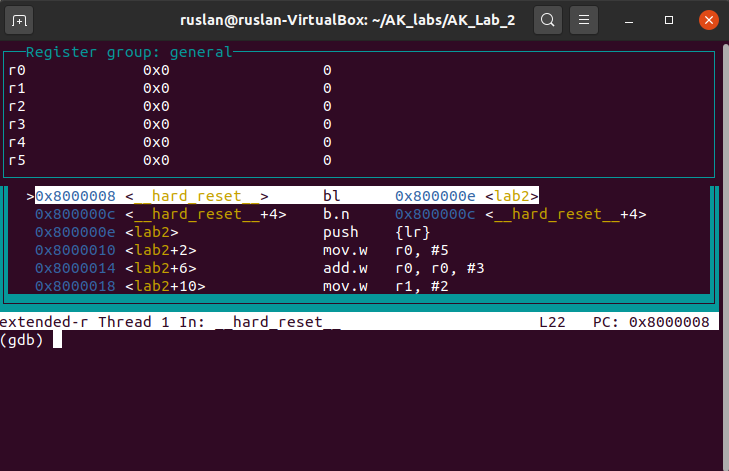 ruslan@ruslan-VirtualBox: ~/AK_labs/AK_Lab_2
Register group: general
r0 0x0 0
r1 0x0 0
r2 0x0 0
r3 0x0 0
r4 0x0 0
r5 0x0 0
>0x8000008 <__hard_reset__> bl 0x800000e <lab2>
0x800000c <__hard_reset__+4> b.n 0x800000c <__hard_reset__+4>
0x800000e <lab2> push {lr}
0x8000010 <lab2+2> mov.w r0, #5
0x8000014 <lab2+6> add.w r0, r0, #3
0x8000018 <lab2+10> mov.w r1, #2
extended-r Thread 1 In: __hard_reset__ L22 PC: 0x8000008
(gdb)